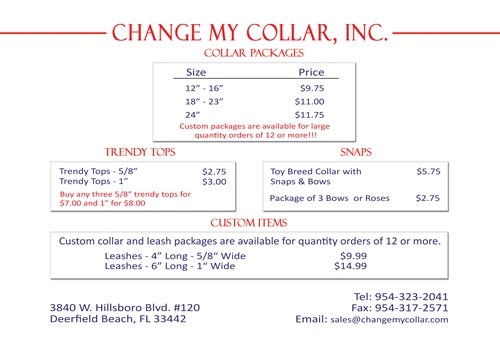 CHANGE MY COLLAR, INC.
COLLAR PACKAGES
Size Price
12” - 16” $9.75
18” - 23” $11.00
24” $11.75
Custom packages are available for large
quantity orders of 12 or more!!!
TRENDY TOPS
Trendy Tops - 5/8” $2.75
Trendy Tops - 1” $3.00
Buy any three 5/8” trendy tops for
$7.00 and 1” for $8.00
SNAPS
Toy Breed Collar with $5.75
Snaps & Bows
Package of 3 Bows or Roses $2.75
CUSTOM ITEMS
Custom collar and leash packages are available for quantity orders of 12 or more.
Leashes - 4” Long - 5/8” Wide $9.99
Leashes - 6” Long - 1” Wide $14.99
3840 W. Hillsboro Blvd. #120
Deerfield Beach, FL 33442
Tel: 954-323-2041
Fax: 954-317-2571
Email: sales@changemycollar.com